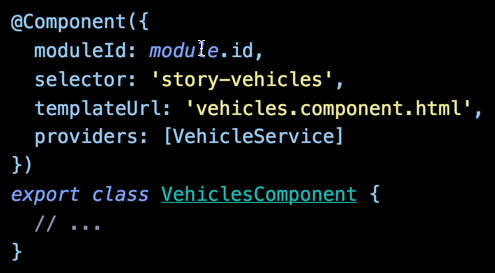 @Component({
  moduleId: module.id,
  selector: 'story-vehicles',
  templateUrl: 'vehicles.component.html',
  providers: [VehicleService]
})
export class VehiclesComponent {
  // ...
}